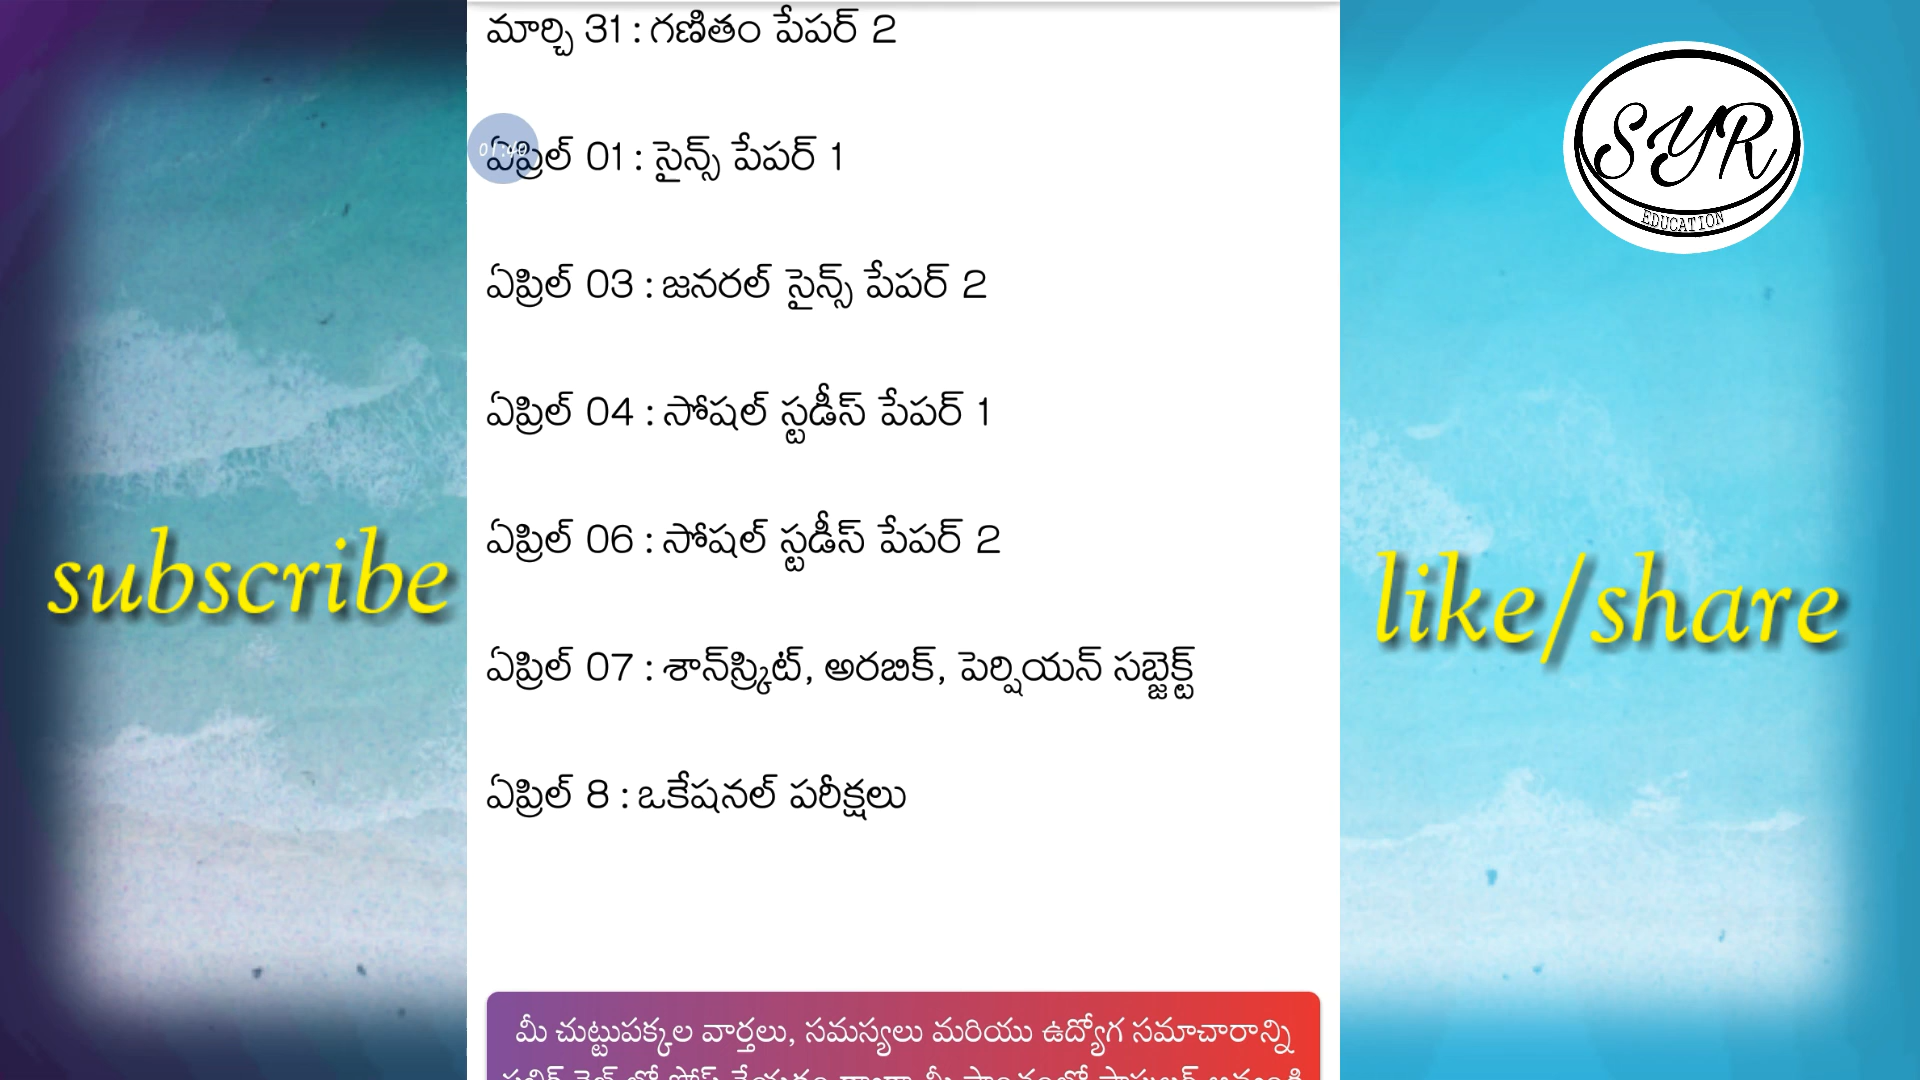 మార్చి 31 : గణితం పేపర్ 2
ఏప్రిల్ 01 : సైన్స్ పేపర్ 1
01:40
ఏప్రిల్ 03 : జనరల్ సైన్స్ పేపర్ 2
ఏప్రిల్ 04 : సోషల్ స్టడీస్ పేపర్ 1
ఏప్రిల్ 06 : సోషల్ స్టడీస్ పేపర్ 2
ఏప్రిల్ 07 : శాన్‌స్క్రిట్, అరబిక్, పెర్షియన్ సబ్జెక్ట్
ఏప్రిల్ 8 : ఒకేషనల్ పరీక్షలు
మీ చుట్టుపక్కల వార్తలు, సమస్యలు మరియు ఉద్యోగ సమాచారాన్ని
subscribe
like/share
SYR
EDUCATION